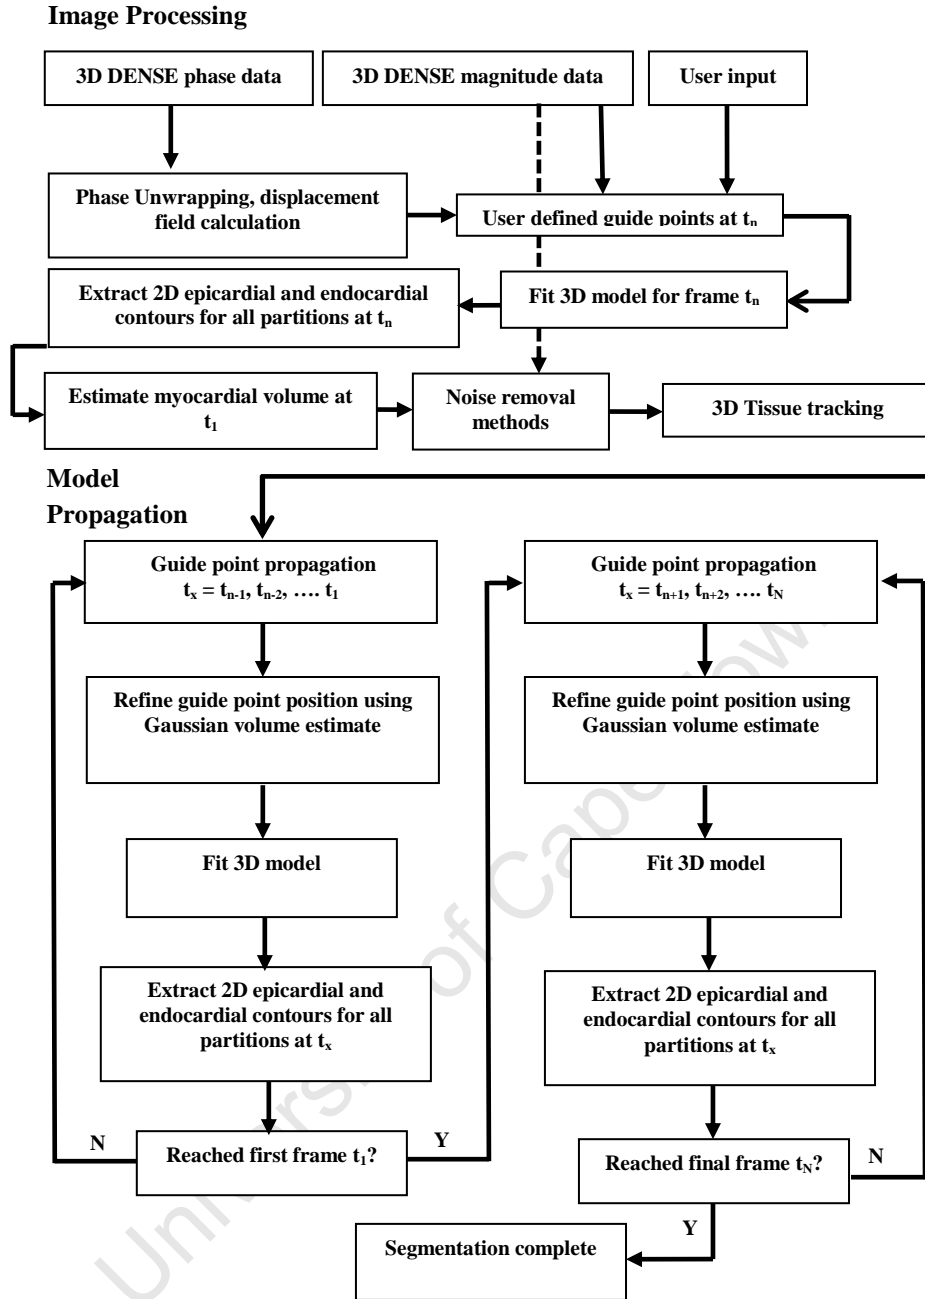 Image Processing
3D DENSE phase data
3D DENSE magnitude data
User input
Phase Unwrapping, displacement
field calculation
User defined guide points at tn
Extract 2D epicardial and endocardial
contours for all partitions at tn
Fit 3D model for frame tn
Estimate myocardial volume at
t1
Noise removal
methods
3D Tissue tracking
Model
Propagation
Guide point propagation
tx = tn-1, tn-2, …. t1
Guide point propagation
tx = tn+1, tn+2, …. tN
Refine guide point position using
Gaussian volume estimate
Refine guide point position using
Gaussian volume estimate
Fit 3D model
Fit 3D model
Extract 2D epicardial and
endocardial contours for all
partitions at tx
Extract 2D epicardial and
endocardial contours for all
partitions at tx
N
Reached first frame t1?
Y
Reached final frame tN?
N
Y
Segmentation complete
University of Cape Town